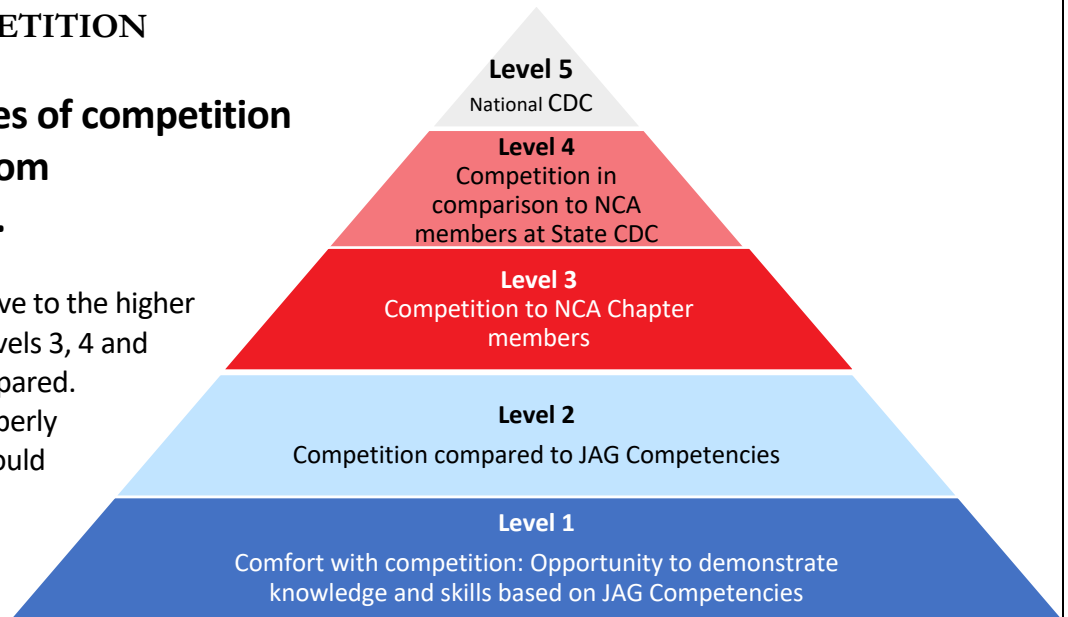 ETITION
es of competition
om
.
ve to the higher
vels 3, 4 and
pared.
perly
ould
Level 5
National CDC
Level 4
Competition in
comparison to NCA
members at State CDC
Level 3
Competition to NCA Chapter
members
Level 2
Competition compared to JAG Competencies
Level 1
Comfort with competition: Opportunity to demonstrate
knowledge and skills based on JAG Competencies